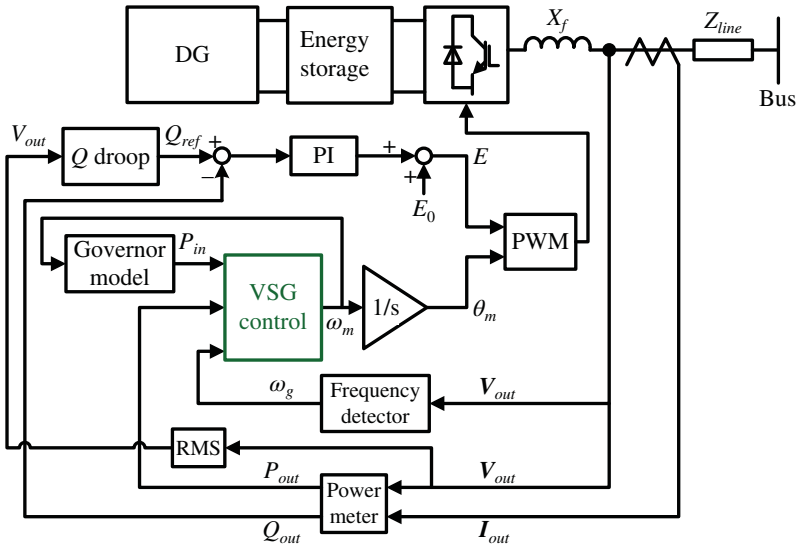 DG
Energy
storage
X_f
Z_line
Bus
V_out
Q droop
Q_ref
+
−
PI
+
+
E
E_0
PWM
Governor
model
P_in
VSG
control
ω_m
1/s
θ_m
ω_g
Frequency
detector
V_out
RMS
P_out
Power
meter
V_out
Q_out
I_out